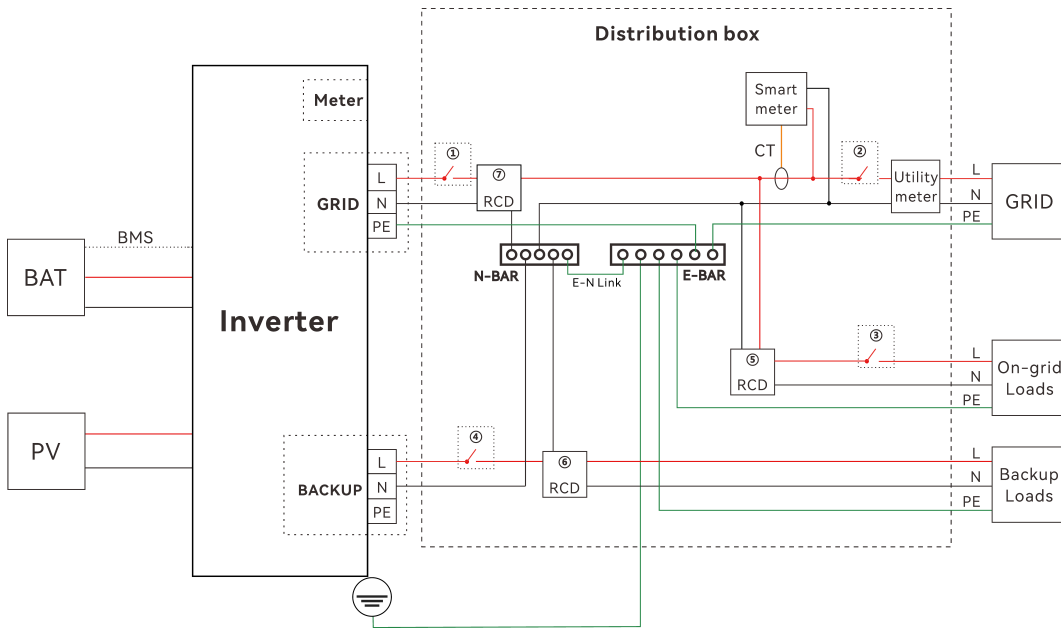 Distribution box
Smart
meter
Meter
CT
①
②
⑦
RCD
L
N
PE
GRID
Utility
meter
L
N
PE
GRID
BMS
BAT
N-BAR
E-N Link
E-BAR
Inverter
⑤
RCD
③
L
N
PE
On-grid
Loads
PV
④
⑥
RCD
L
N
PE
BACKUP
L
N
PE
Backup
Loads